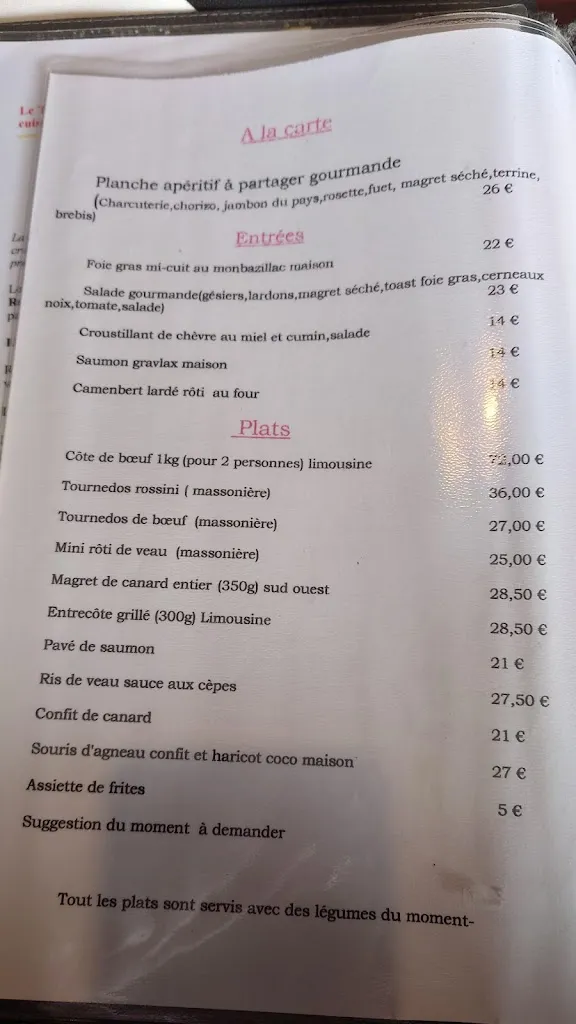 A la carte
Planche apéritif à partager gourmande
(Charcuterie,chorizo, jambon du pays,rosette,fuet, magret séché,terrine, brebis) 26 €
Entrées
Foie gras mi-cuit au monbazillac maison 22 €
Salade gourmande(gésiers,lardons,magret séché,toast foie gras,cerneaux
noix,tomate,salade) 23 €
Croustillant de chèvre au miel et cumin,salade 14 €
Saumon gravlax maison 14 €
Camenbert lardé rôti au four 14 €
Plats
Côte de bœuf 1kg (pour 2 personnes) limousine 72,00 €
Tournedos rossini ( massonière) 36,00 €
Tournedos de bœuf (massonière) 27,00 €
Mini rôti de veau (massonière) 25,00 €
Magret de canard entier (350g) sud ouest 28,50 €
Entrecôte grillé (300g) Limousine 28,50 €
Pavé de saumon 21 €
Ris de veau sauce aux cèpes 27,50 €
Confit de canard 21 €
Souris d'agneau confit et haricot coco maison 27 €
Assiette de frites 5 €
Suggestion du moment à demander
Tout les plats sont servis avec des légumes du moment-